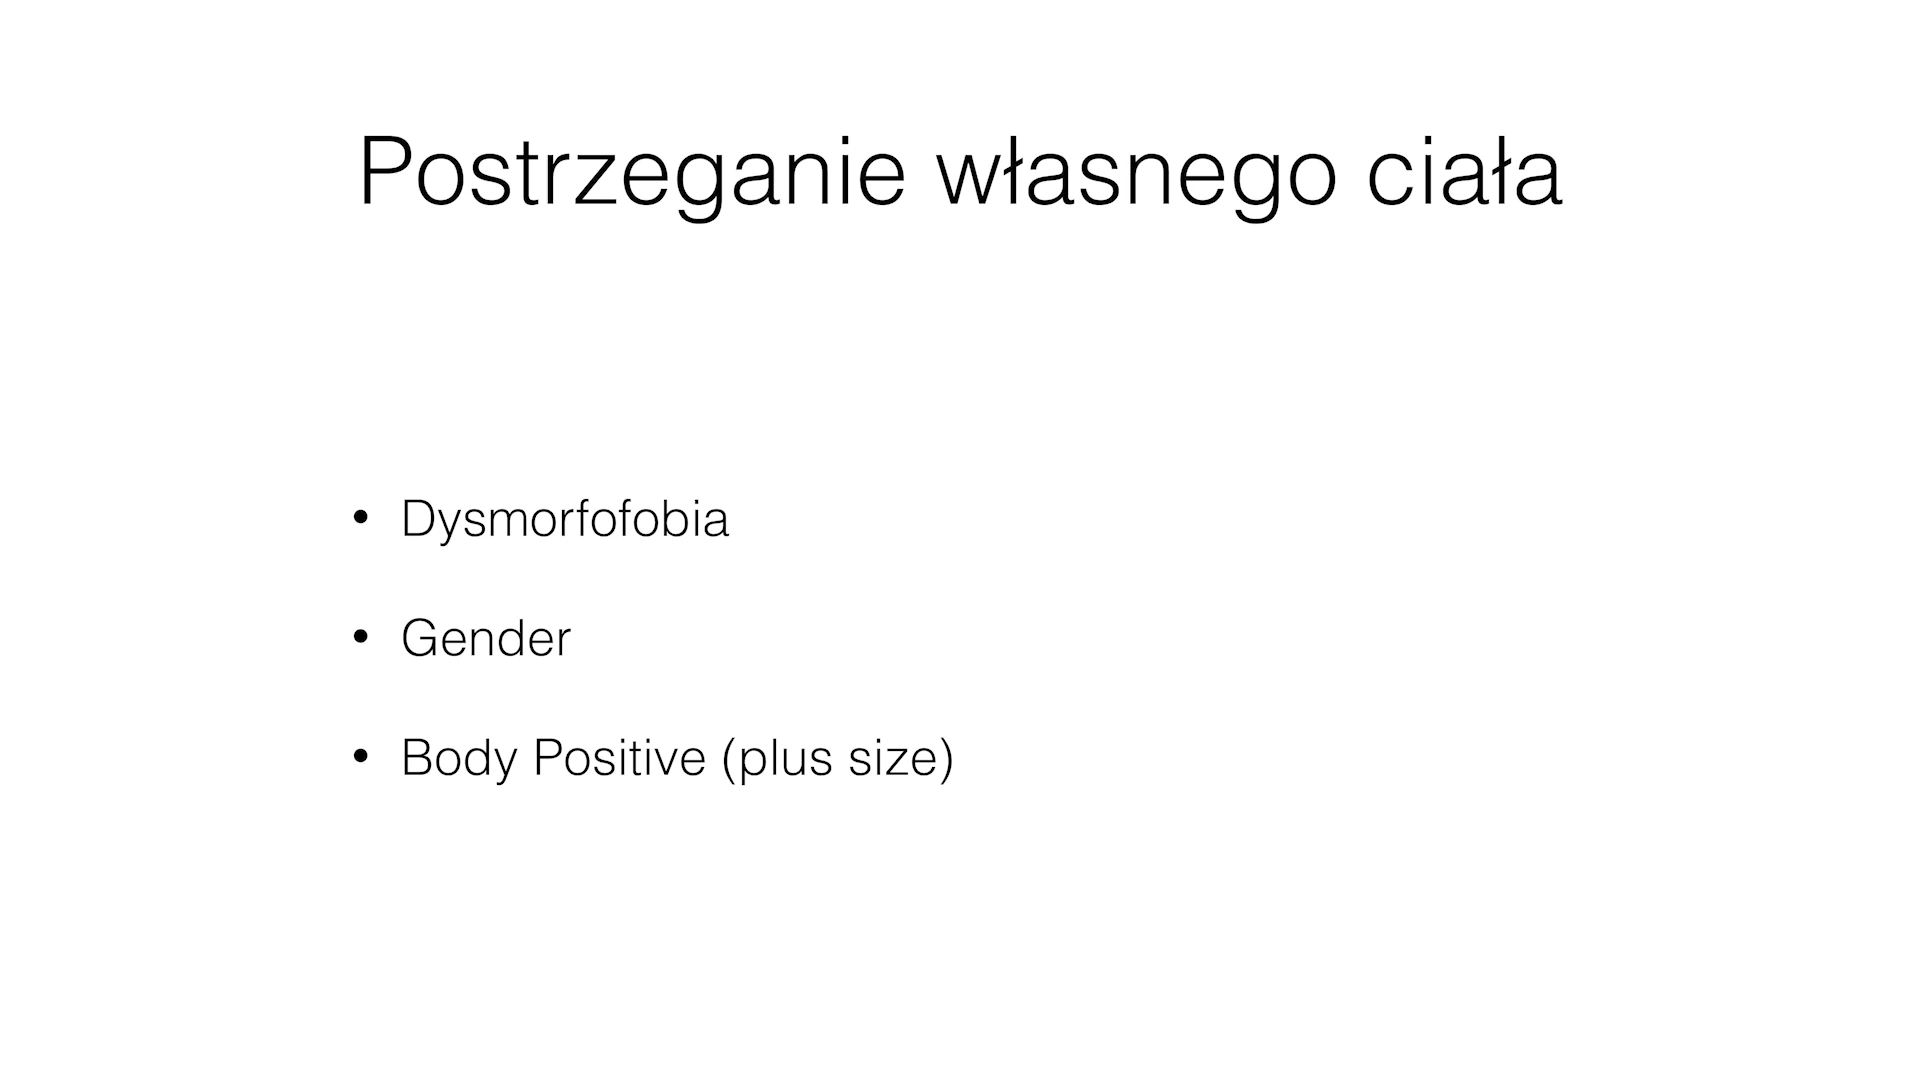 Postrzeganie własnego ciała
• Dysmorfofobia
• Gender
• Body Positive (plus size)